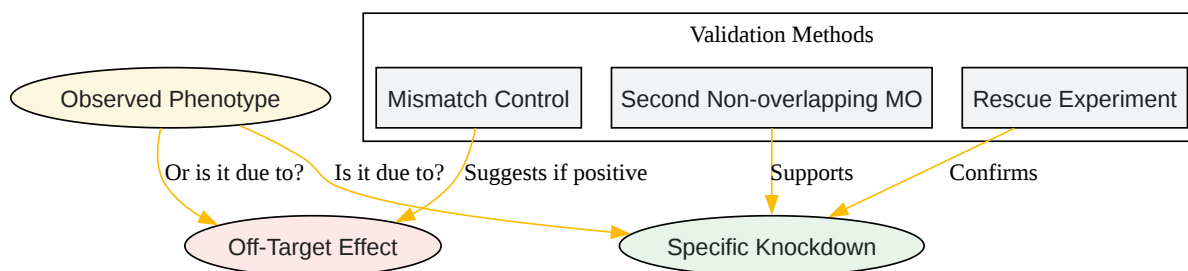 Validation Methods
Observed Phenotype
Mismatch Control
Second Non-overlapping MO
Rescue Experiment
Or is it due to?
Is it due to?
Suggests if positive
Supports
Confirms
Off-Target Effect
Specific Knockdown